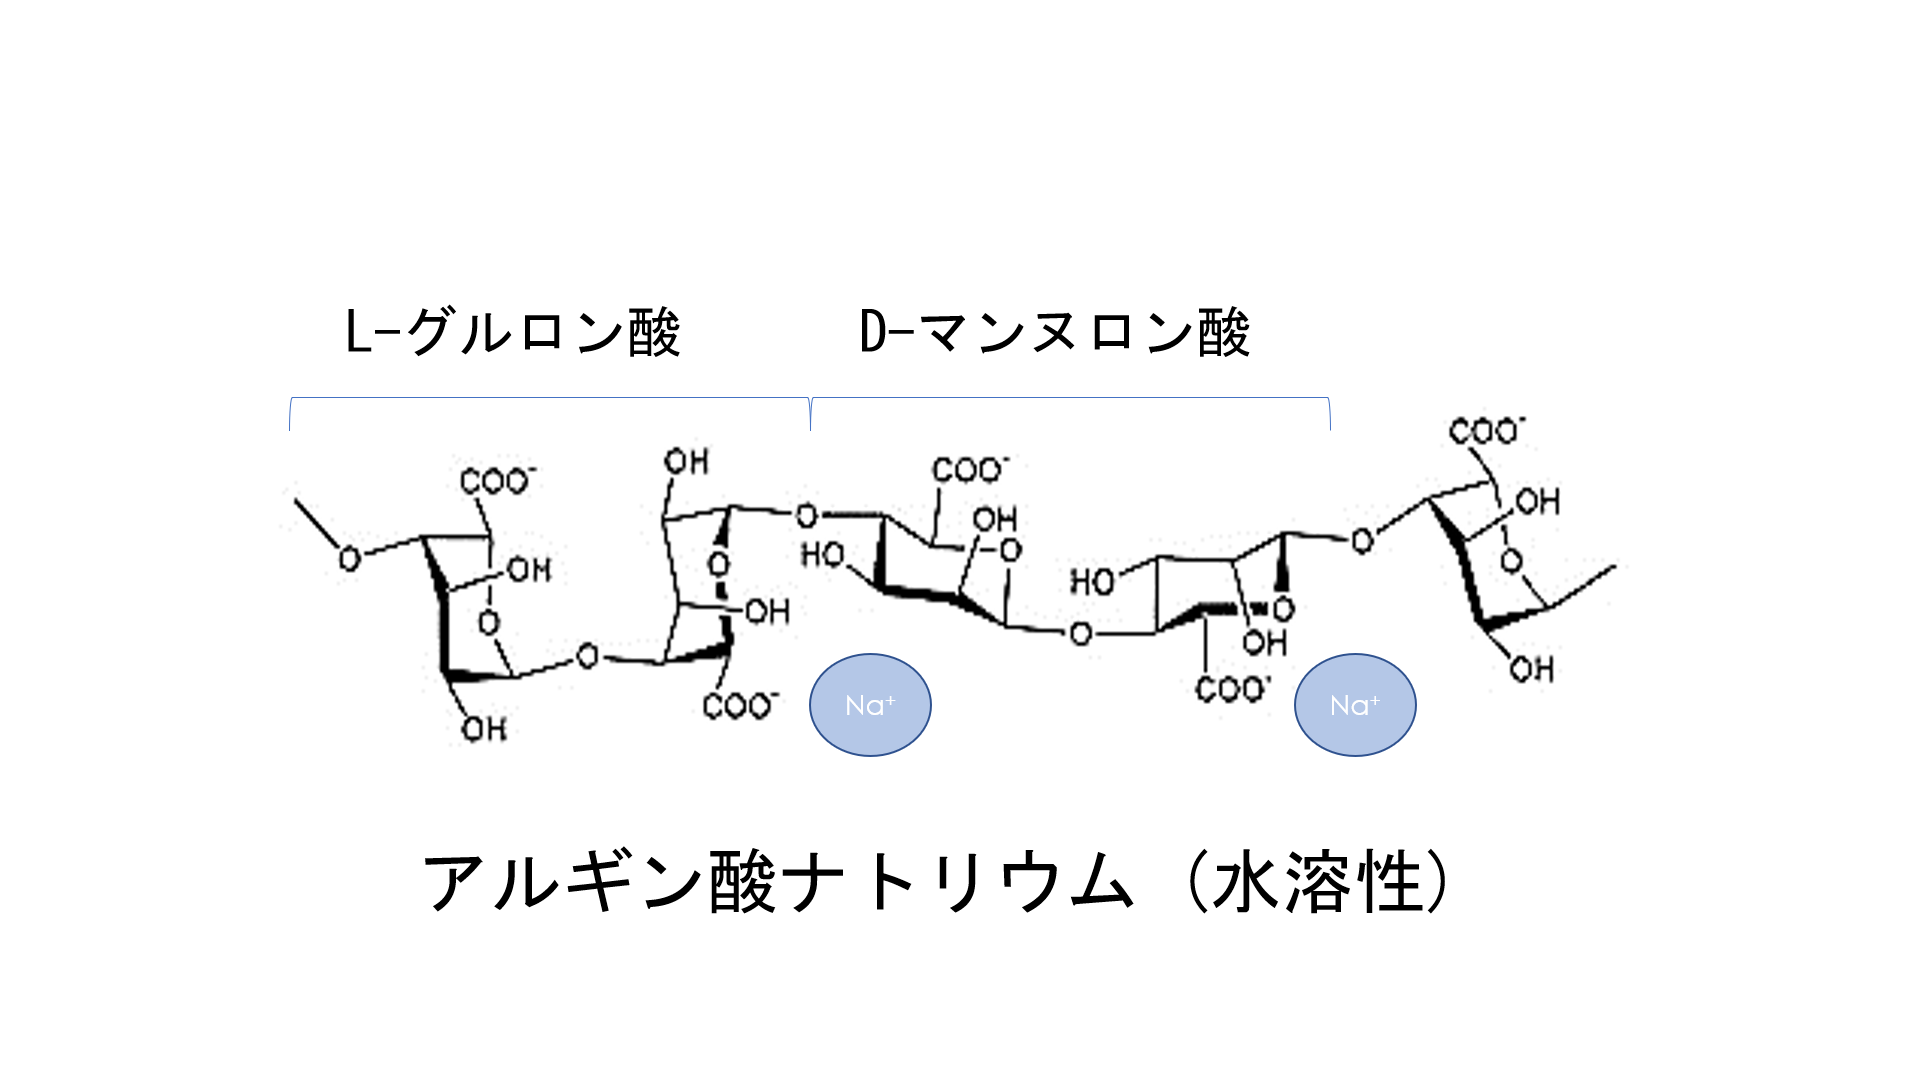 L-グルロン酸 D-マンヌロン酸
COO⁻
OH COO⁻ COO⁻
OH OH
O O HO O O
OH O HO O
O OH O
O O OH
COO⁻ Na⁺ COO⁻ Na⁺ OH
OH
アルギン酸ナトリウム (水溶性)